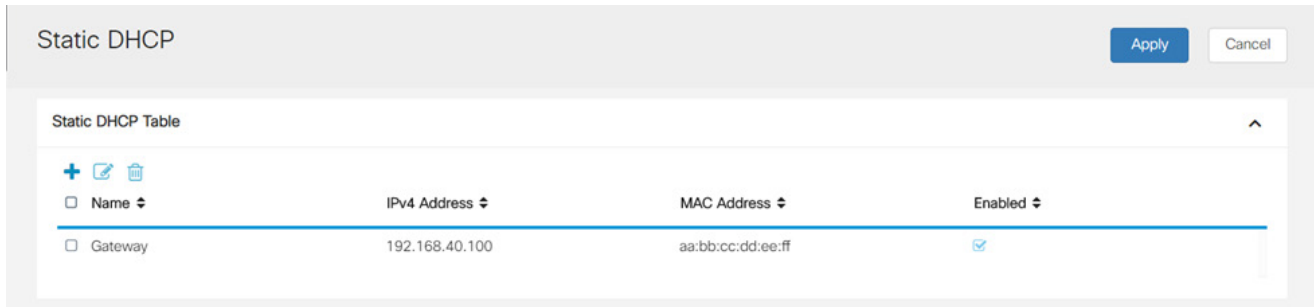 Static DHCP
Apply Cancel
Static DHCP Table
Name IPv4 Address MAC Address Enabled
Gateway 192.168.40.100 aa:bb:cc:dd:ee:ff